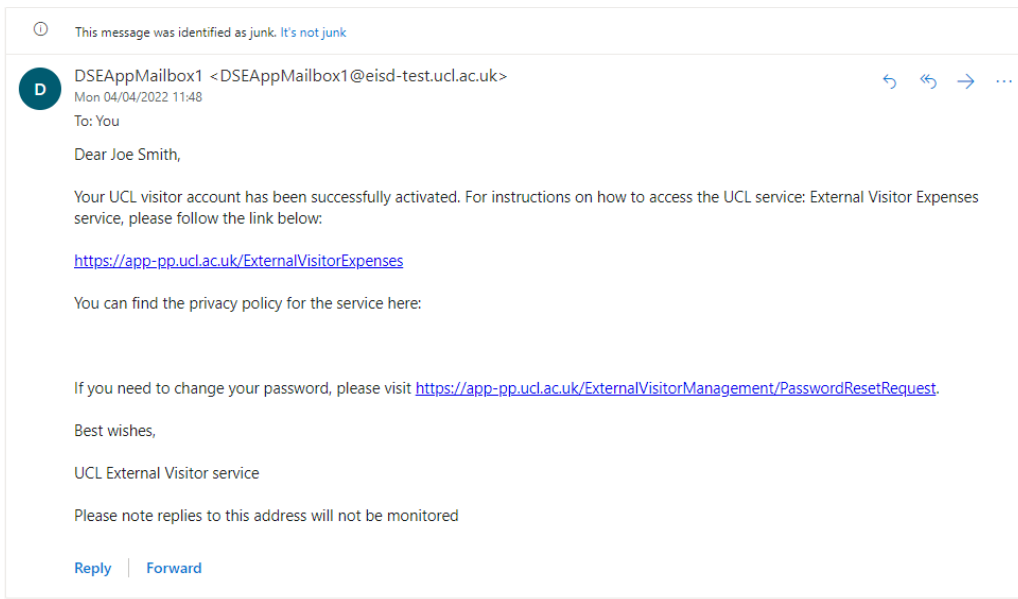 This message was identified as junk. It's not junk
D
DSEAppMailbox1 <DSEAppMailbox1@eisd-test.ucl.ac.uk>
Mon 04/04/2022 11:48
To: You
Dear Joe Smith,
Your UCL visitor account has been successfully activated. For instructions on how to access the UCL service: External Visitor Expenses
service, please follow the link below:
https://app-pp.ucl.ac.uk/ExternalVisitorExpenses
You can find the privacy policy for the service here:
If you need to change your password, please visit https://app-pp.ucl.ac.uk/ExternalVisitorManagement/PasswordResetRequest.
Best wishes,
UCL External Visitor service
Please note replies to this address will not be monitored
Reply | Forward